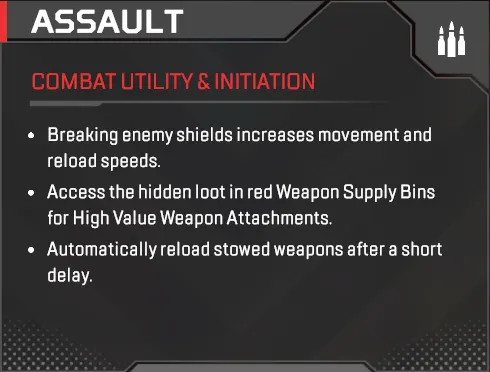 ASSAULT
COMBAT UTILITY & INITIATION
• Breaking enemy shields increases movement and
reload speeds.
• Access the hidden loot in red Weapon Supply Bins
for High Value Weapon Attachments.
• Automatically reload stowed weapons after a short
delay.